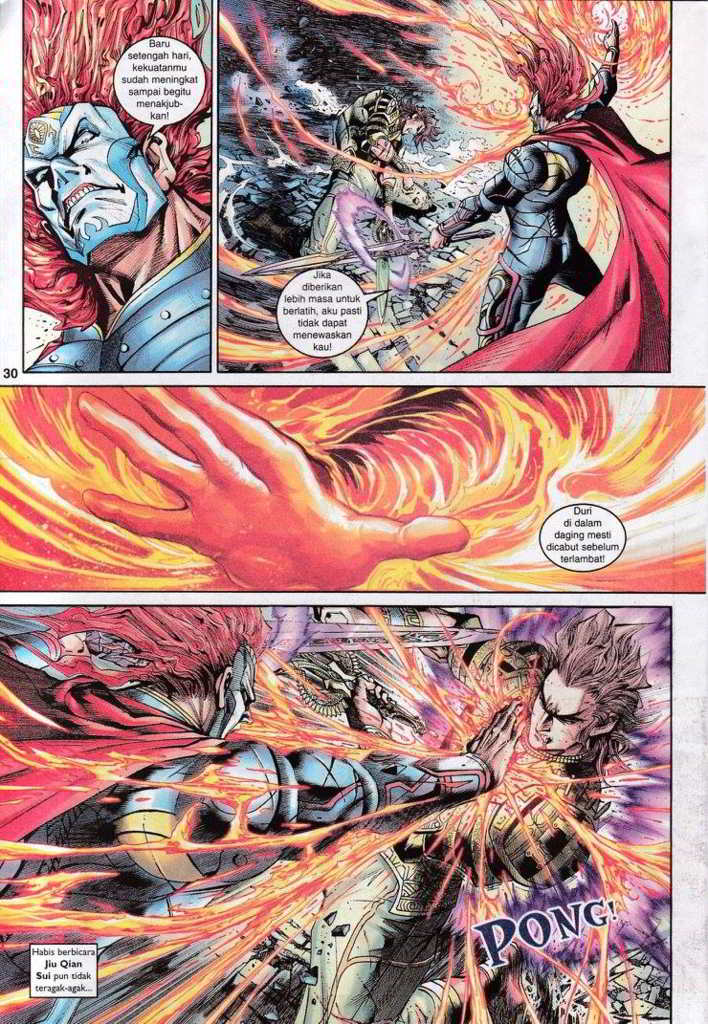 Baru
setengah hari,
kekuatanmu
sudah meningkat
sampai begitu
menakjub-
kan!
Jika
diberikan
lebih masa untuk
berlatih, aku pasti
tidak dapat
menewaskan
kau!
30
Duri
di dalam
daging mesti
dicabut sebelum
terlambat!
PONG!
Habis berbicara
Jiu Qian
Sui pun tidak
teragak-agak...